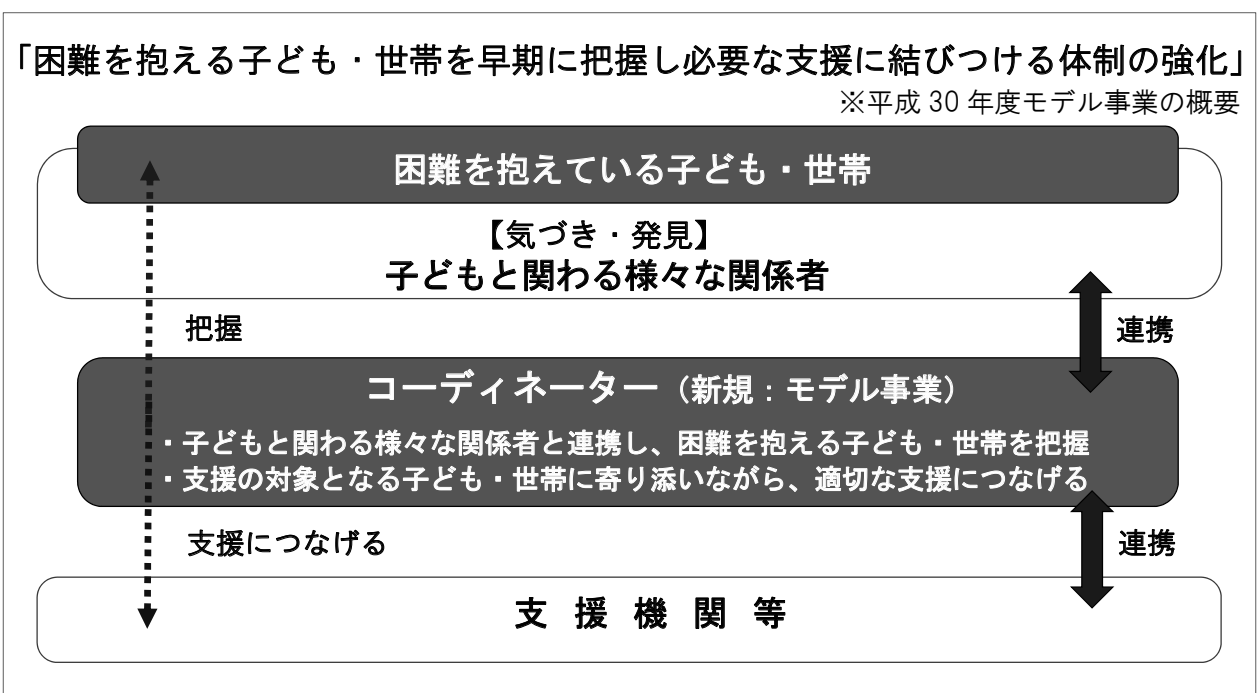 「困難を抱える子ども・世帯を早期に把握し必要な支援に結びつける体制の強化」
※平成 30 年度モデル事業の概要
困難を抱えている子ども・世帯
【気づき・発見】
子どもと関わる様々な関係者
把握
連携
コーディネーター（新規：モデル事業）
・子どもと関わる様々な関係者と連携し、困難を抱える子ども・世帯を把握
・支援の対象となる子ども・世帯に寄り添いながら、適切な支援につなげる
支援につなげる
連携
支 援 機 関 等